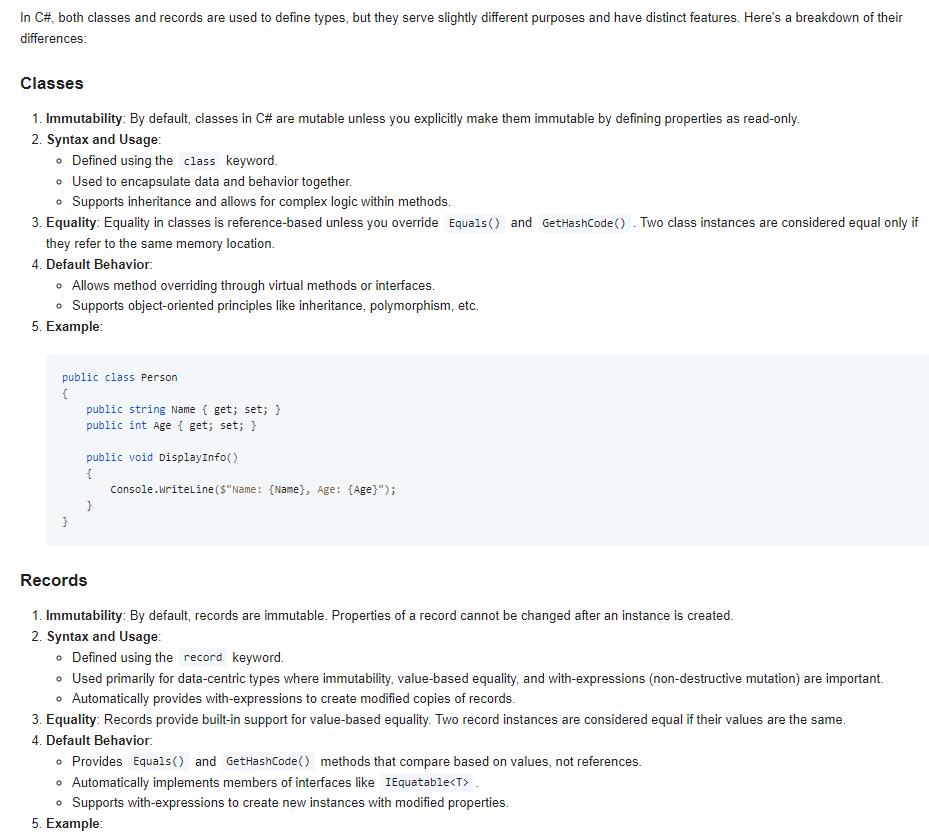 In C#, both classes and records are used to define types, but they serve slightly different purposes and have distinct features. Here's a breakdown of their
differences:
Classes
1. Immutability: By default, classes in C# are mutable unless you explicitly make them immutable by defining properties as read-only.
2. Syntax and Usage:
Defined using the class keyword.
Used to encapsulate data and behavior together.
Supports inheritance and allows for complex logic within methods.
3. Equality: Equality in classes is reference-based unless you override Equals() and GetHashCode() . Two class instances are considered equal only if
they refer to the same memory location.
4. Default Behavior:
Allows method overriding through virtual methods or interfaces.
Supports object-oriented principles like inheritance, polymorphism, etc.
5. Example:
public class Person
{
public string Name { get; set; }
public int Age { get; set; }
public void DisplayInfo()
{
Console.WriteLine($"Name: {Name}, Age: {Age}");
}
}
Records
1. Immutability: By default, records are immutable. Properties of a record cannot be changed after an instance is created.
2. Syntax and Usage:
Defined using the record keyword.
Used primarily for data-centric types where immutability, value-based equality, and with-expressions (non-destructive mutation) are important.
Automatically provides with-expressions to create modified copies of records.
3. Equality: Records provide built-in support for value-based equality. Two record instances are considered equal if their values are the same.
4. Default Behavior:
Provides Equals() and GetHashCode() methods that compare based on values, not references.
Automatically implements members of interfaces like IEquatable<T> .
Supports with-expressions to create new instances with modified properties.
5. Example: